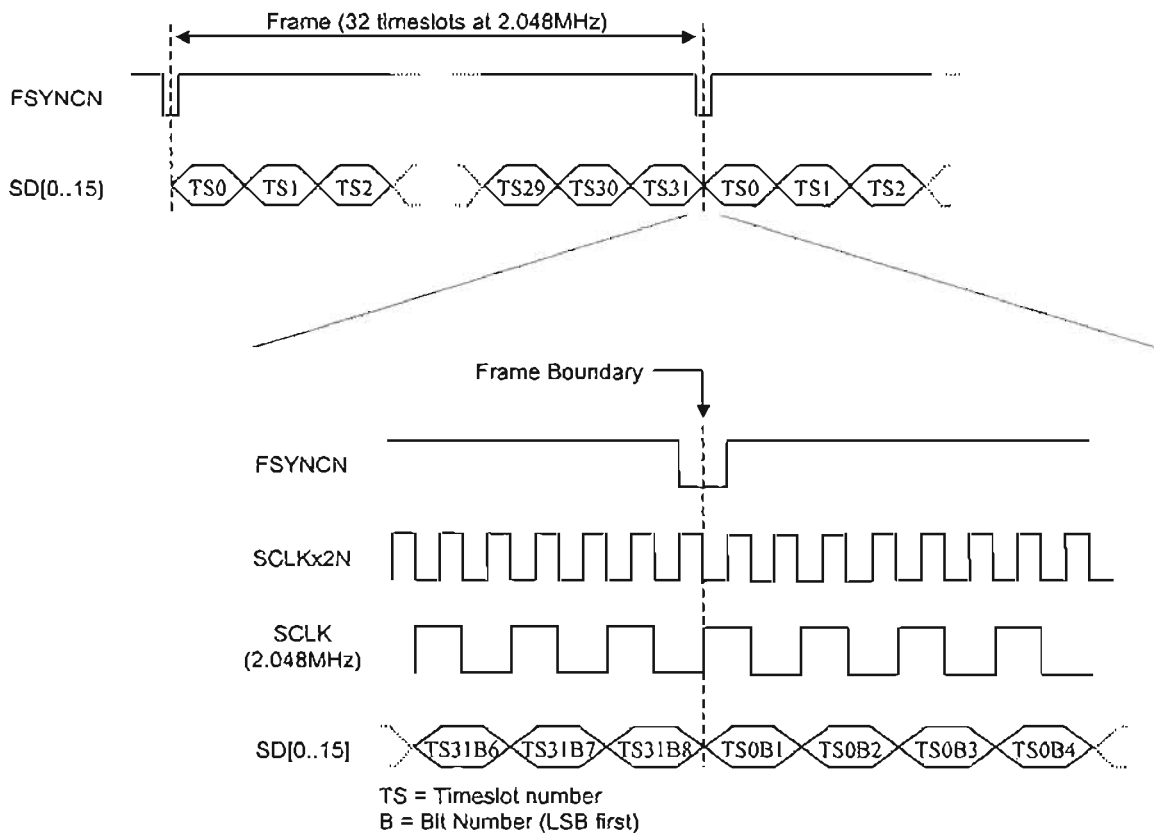 Frame (32 timeslots at 2.048MHz)
FSYNCN
SD[0..15]
TS0 TS1 TS2 TS29 TS30 TS31 TS0 TS1 TS2
Frame Boundary
FSYNCN
SCLKx2N
SCLK
(2.048MHz)
SD[0..15]
TS31B6 TS31B7 TS31B8 TS0B1 TS0B2 TS0B3 TS0B4
TS = Timeslot number
B = Bit Number (LSB first)